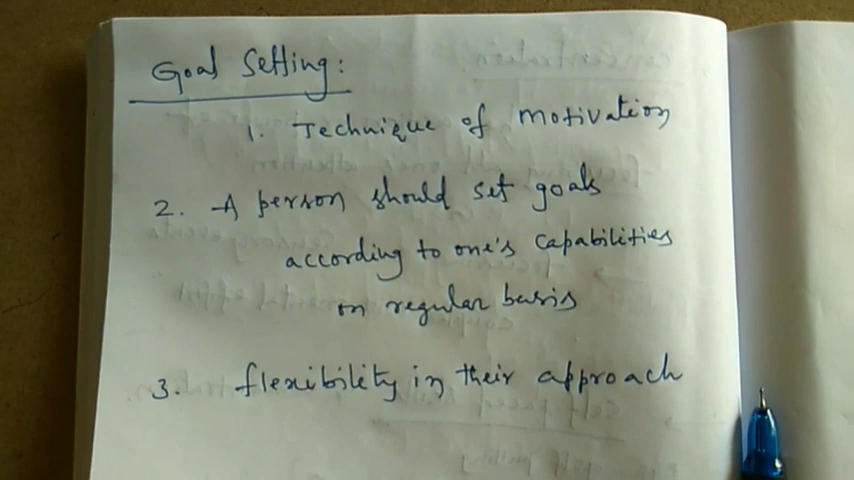 Goal Setting:
1. Technique of motivation
2. A person should set goals
according to one's capabilities
on regular basis
3. flexibility in their approach